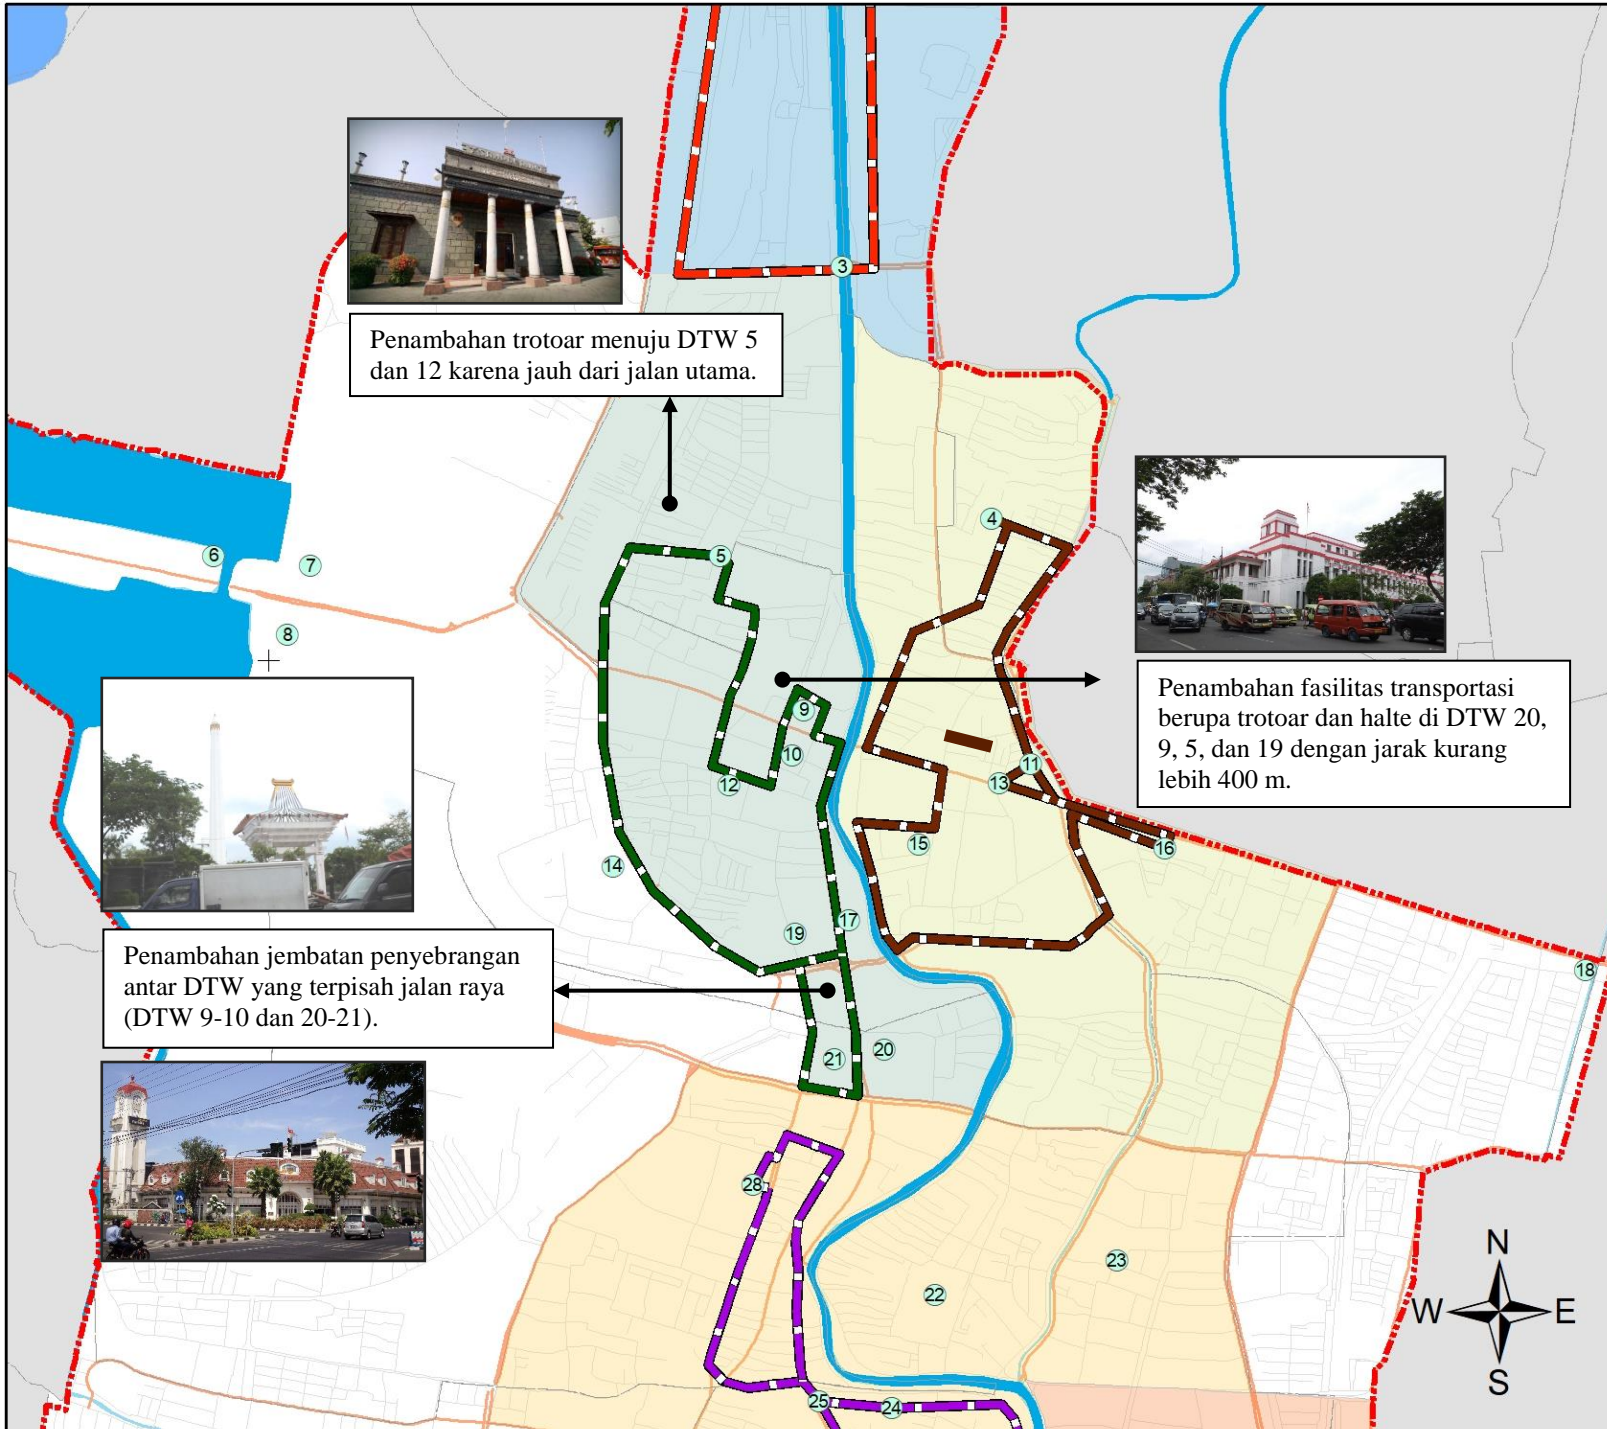 3
Penambahan trotoar menuju DTW 5
dan 12 karena jauh dari jalan utama.
4
5
6
7
8
Penambahan fasilitas transportasi
berupa trotoar dan halte di DTW 20,
9, 5, dan 19 dengan jarak kurang
lebih 400 m.
9
10
11
12
13
14
15
16
17
18
19
Penambahan jembatan penyebrangan
antar DTW yang terpisah jalan raya
(DTW 9-10 dan 20-21).
20
21
28
22
23
25
24
N
W
E
S